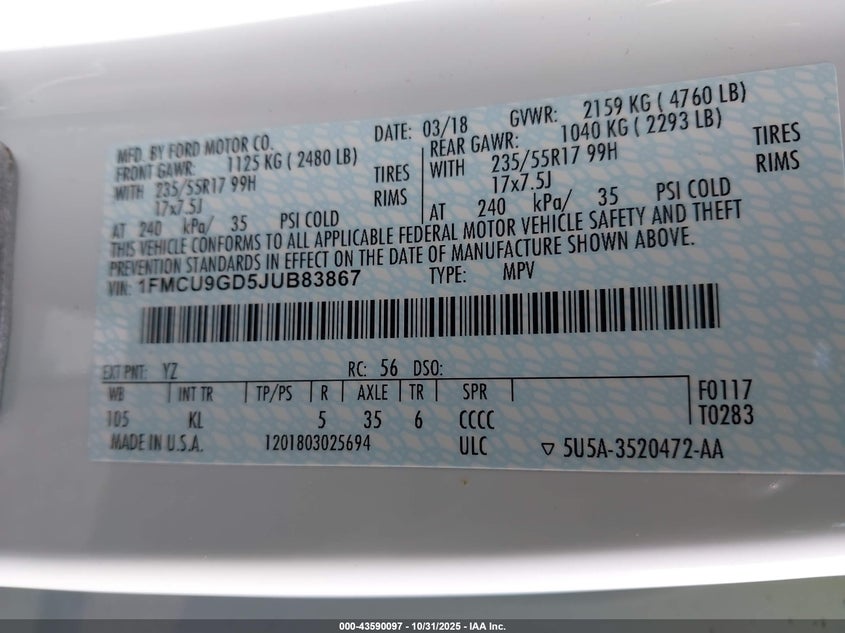 MFD. BY FORD MOTOR CO.
DATE: 03/18 GVWR: 2159 KG ( 4760 LB)
FRONT GAWR: 1125 KG ( 2480 LB)
WITH 235/55R17 99H TIRES
17x7.5J RIMS
AT 240 kPa/ 35 PSI COLD
REAR GAWR: 1040 KG ( 2293 LB)
WITH 235/55R17 99H TIRES
17x7.5J RIMS
AT 240 kPa/ 35 PSI COLD
THIS VEHICLE CONFORMS TO ALL APPLICABLE FEDERAL MOTOR VEHICLE SAFETY AND THEFT
PREVENTION STANDARDS IN EFFECT ON THE DATE OF MANUFACTURE SHOWN ABOVE.
VIN: 1FMCU9GD5JUB83867 TYPE: MPV
EXT PNT: YZ RC: 56 DSO:
WB INT TR TP/PS R AXLE TR SPR F0117
105 KL 5 35 6 CCCC T0283
MADE IN U.S.A. 1201803025694 ULC ▽ 5U5A-3520472-AA
000-43590097 - 10/31/2025 - IAA Inc.